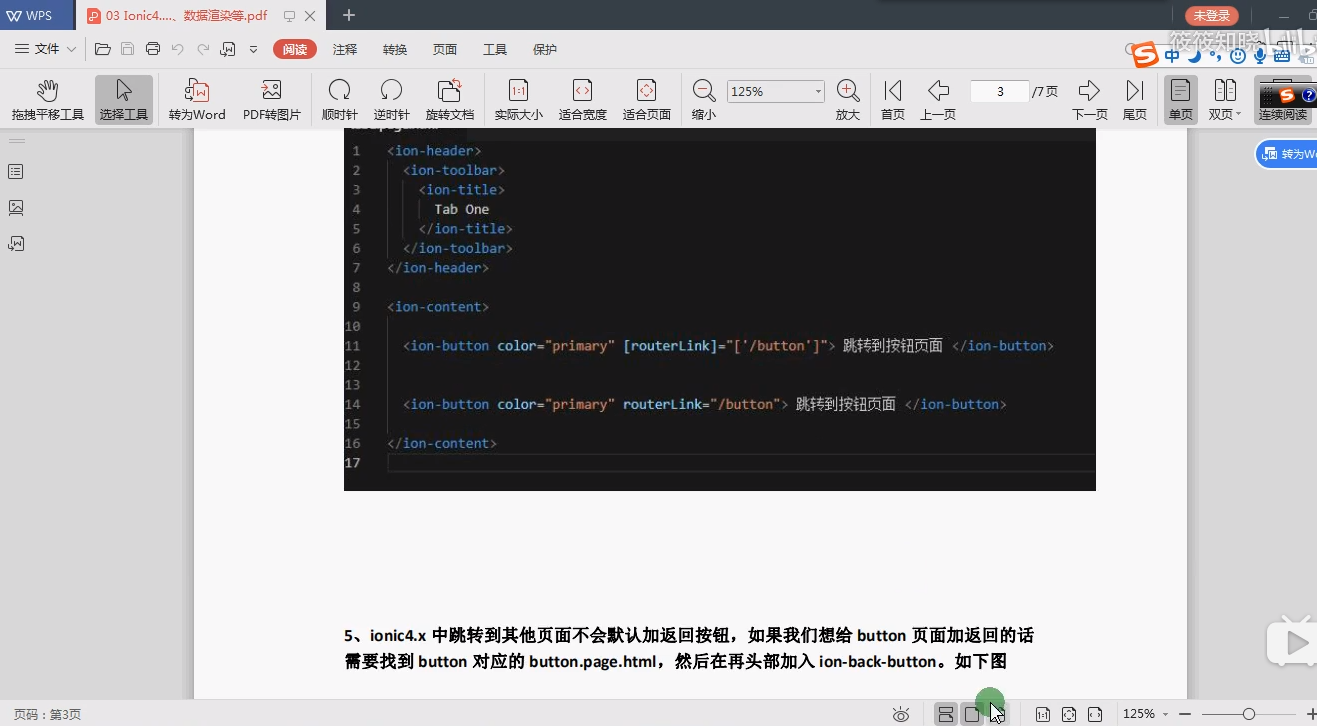 WPS
03 Ionic4....、数据渲染等.pdf
未登录
文件
阅读
注释
转换
页面
工具
保护
筱筱知晓
中
拖拽平移工具
选择工具
转为Word
PDF转图片
顺时针
逆时针
旋转文档
实际大小
适合宽度
适合页面
缩小
125%
放大
首页
上一页
3
/7页
下一页
尾页
单页
双页
连续阅读
转为Wo
1 <ion-header>
2 <ion-toolbar>
3 <ion-title>
4 Tab One
5 </ion-title>
6 </ion-toolbar>
7 </ion-header>
8
9 <ion-content>
10
11 <ion-button color="primary" [routerLink]="['/button']"> 跳转到按钮页面 </ion-button>
12
13
14 <ion-button color="primary" routerLink="/button"> 跳转到按钮页面 </ion-button>
15
16 </ion-content>
17
5、ionic4.x 中跳转到其他页面不会默认加返回按钮，如果我们想给 button 页面加返回的话
需要找到 button 对应的 button.page.html，然后在再头部加入 ion-back-button。如下图
页码：第3页
125%